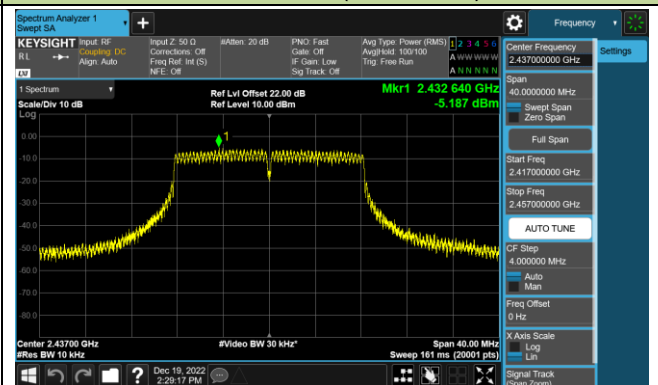 Spectrum Analyzer 1
Swept SA
+
Frequency
KEYSIGHT
RL
LXI
Input: RF
Coupling: DC
Align: Auto
Input Z: 50 Ω
Corrections: Off
Freq Ref: Int (S)
NFE: Off
#Atten: 20 dB
PNO: Fast
Gate: Off
IF Gain: Low
Sig Track: Off
Avg Type: Power (RMS)
Avg|Hold: 100/100
Trig: Free Run
1 2 3 4 5 6
A W W W W W
A N N N N N
1 Spectrum
Scale/Div 10 dB
Log
Ref Lvl Offset 22.00 dB
Ref Level 10.00 dBm
Mkr1 2.432 640 GHz
-5.187 dBm
1
0.00
-10.0
-20.0
-30.0
-40.0
-50.0
-60.0
-70.0
-80.0
Center 2.43700 GHz
#Res BW 10 kHz
#Video BW 30 kHz*
Span 40.00 MHz
Sweep 161 ms (20001 pts)
Center Frequency
2.437000000 GHz
Span
40.0000000 MHz
Swept Span
Zero Span
Full Span
Start Freq
2.417000000 GHz
Stop Freq
2.457000000 GHz
AUTO TUNE
CF Step
4.000000 MHz
Auto
Man
Freq Offset
0 Hz
X Axis Scale
Log
Lin
Signal Track
(Span Zoom)
Settings
?
Dec 19, 2022
2:29:17 PM